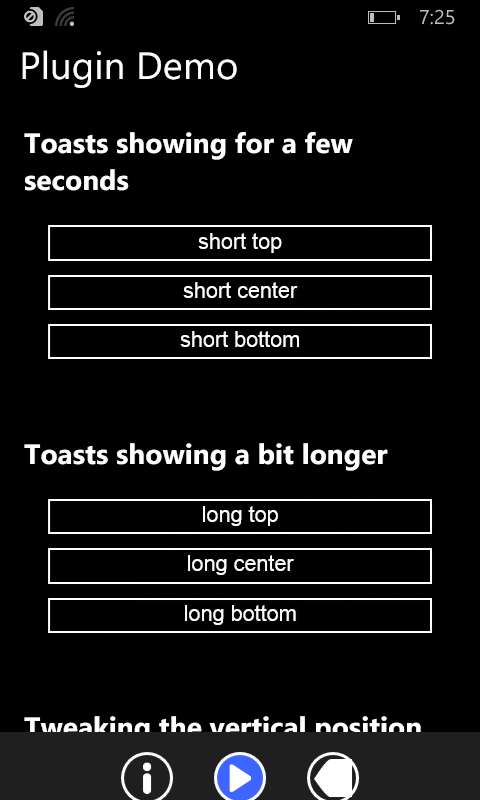 7:25
Plugin Demo
Toasts showing for a few
seconds
short top
short center
short bottom
Toasts showing a bit longer
long top
long center
long bottom
Tweaking the vertical position